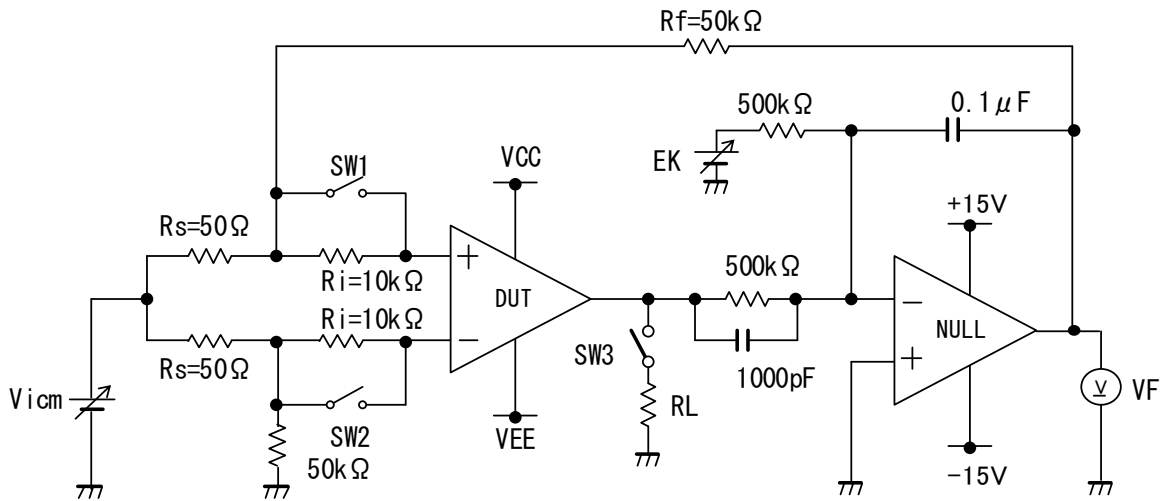 Rf=50kΩ
500kΩ
0.1μF
EK
SW1
VCC
+15V
Rs=50Ω
Ri=10kΩ
+
500kΩ
DUT
−
NULL
Ri=10kΩ
−
+
Rs=50Ω
SW3
1000pF
V
VF
Vicm
RL
SW2
VEE
50kΩ
-15V